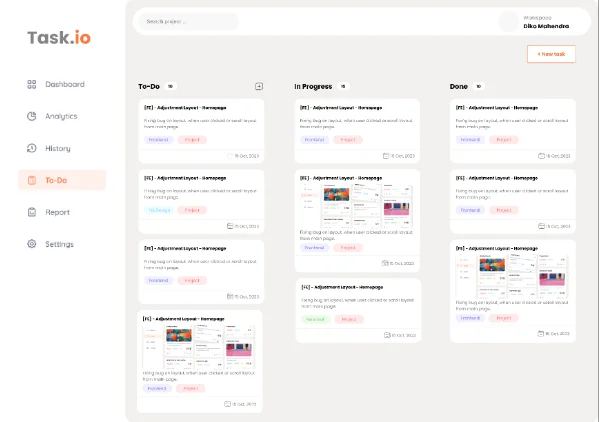 Task.io
Dashboard
Analytics
History
To-Do
Report
Settings
Search project ...
Workspace
Diko Mahendra
+ New task
To-Do 10
[FE] - Adjustment Layout - Homepage
Fixing bug on layout, when user clicked or scroll layout
from main page.
Frontend Project
15 Oct, 2023
[FE] - Adjustment Layout - Homepage
Fixing bug on layout, when user clicked or scroll layout
from main page.
Project
15 Oct, 2023
[FE] - Adjustment Layout - Homepage
Fixing bug on layout, when user clicked or scroll layout
from main page.
Frontend Project
15 Oct, 2023
[FE] - Adjustment Layout - Homepage
Fixing bug on layout, when user clicked or scroll layout
from main page.
Frontend Project
15 Oct, 2023
In Progress 10
[FE] - Adjustment Layout - Homepage
Fixing bug on layout, when user clicked or scroll layout
from main page.
Frontend Project
15 Oct, 2023
[FE] - Adjustment Layout - Homepage
Fixing bug on layout, when user clicked or scroll layout
from main page.
Frontend Project
15 Oct, 2023
[FE] - Adjustment Layout - Homepage
Fixing bug on layout, when user clicked or scroll layout
from main page.
Project
15 Oct, 2023
Done 10
[FE] - Adjustment Layout - Homepage
Fixing bug on layout, when user clicked or scroll layout
from main page.
Frontend Project
15 Oct, 2023
[FE] - Adjustment Layout - Homepage
Fixing bug on layout, when user clicked or scroll layout
from main page.
Frontend Project
15 Oct, 2023
[FE] - Adjustment Layout - Homepage
Fixing bug on layout, when user clicked or scroll layout
from main page.
Frontend Project
15 Oct, 2023